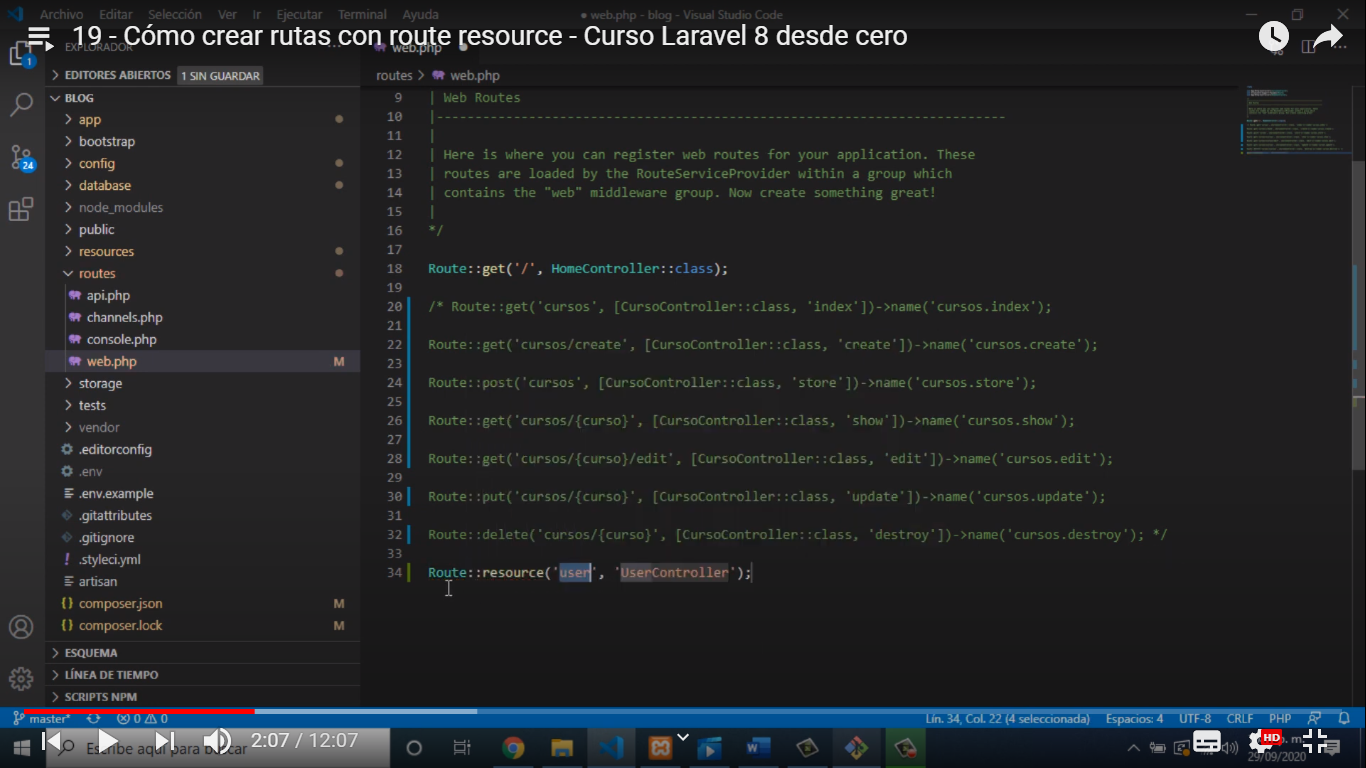 Archivo Editar Selección Ver Ir Ejecutar Terminal Ayuda
● web.php - blog - Visual Studio Code
19 - Cómo crear rutas con route resource - Curso Laravel 8 desde cero
EXPLORADOR
web.php
1
EDITORES ABIERTOS 1 SIN GUARDAR
routes > web.php
BLOG
app
bootstrap
config
24
database
node_modules
public
resources
routes
api.php
channels.php
console.php
web.php M
storage
tests
vendor
.editorconfig
.env
.env.example
.gitattributes
.gitignore
.styleci.yml
artisan
composer.json M
composer.lock M
ESQUEMA
LÍNEA DE TIEMPO
SCRIPTS NPM
9 | Web Routes
10 |--------------------------------------------------------------------------
11 |
12 | Here is where you can register web routes for your application. These
13 | routes are loaded by the RouteServiceProvider within a group which
14 | contains the "web" middleware group. Now create something great!
15 |
16 */
17
18 Route::get('/', HomeController::class);
19
20 /* Route::get('cursos', [CursoController::class, 'index'])->name('cursos.index');
21
22 Route::get('cursos/create', [CursoController::class, 'create'])->name('cursos.create');
23
24 Route::post('cursos', [CursoController::class, 'store'])->name('cursos.store');
25
26 Route::get('cursos/{curso}', [CursoController::class, 'show'])->name('cursos.show');
27
28 Route::get('cursos/{curso}/edit', [CursoController::class, 'edit'])->name('cursos.edit');
29
30 Route::put('cursos/{curso}', [CursoController::class, 'update'])->name('cursos.update');
31
32 Route::delete('cursos/{curso}', [CursoController::class, 'destroy'])->name('cursos.destroy'); */
33
34 Route::resource('user', 'UserController');
master* 0 0
Lín. 34, Col. 22 (4 seleccionada) Espacios: 4 UTF-8 CRLF PHP
2:07 / 12:07
Escribe aquí para buscar
HD
29/09/2020